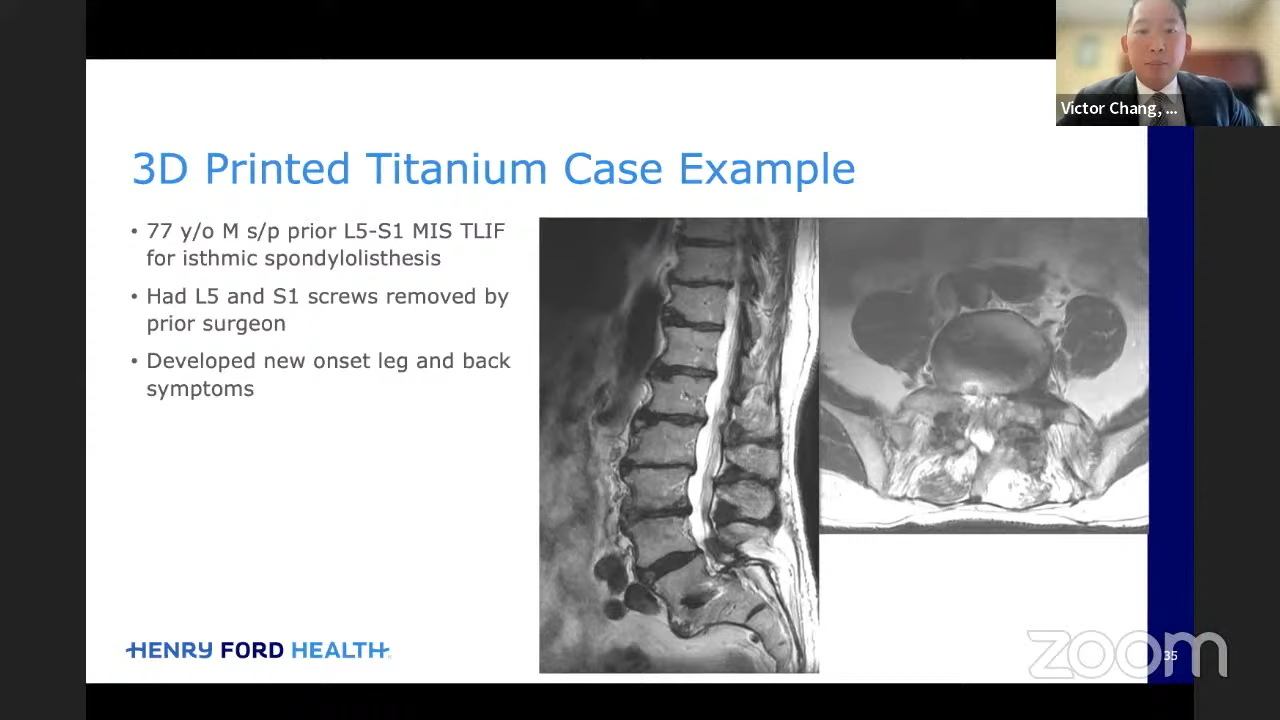 Victor Chang, ...
3D Printed Titanium Case Example
• 77 y/o M s/p prior L5-S1 MIS TLIF
for isthmic spondylolisthesis
• Had L5 and S1 screws removed by
prior surgeon
• Developed new onset leg and back
symptoms
HENRY FORD HEALTH
zoom
35